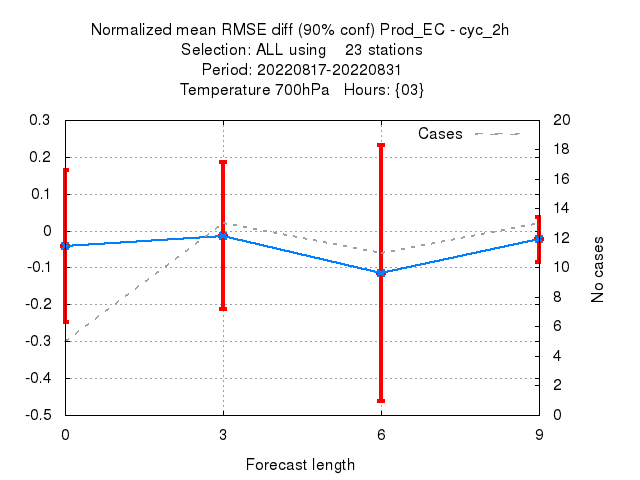 Normalized mean RMSE diff (90% conf) Prod_EC - cyc_2h
Selection: ALL using    23 stations
Period: 20220817-20220831
Temperature 700hPa   Hours: {03}
Cases
0.3
0.2
0.1
0
-0.1
-0.2
-0.3
-0.4
-0.5
20
18
16
14
12
10
8
6
4
2
0
No cases
0 3 6 9
Forecast length